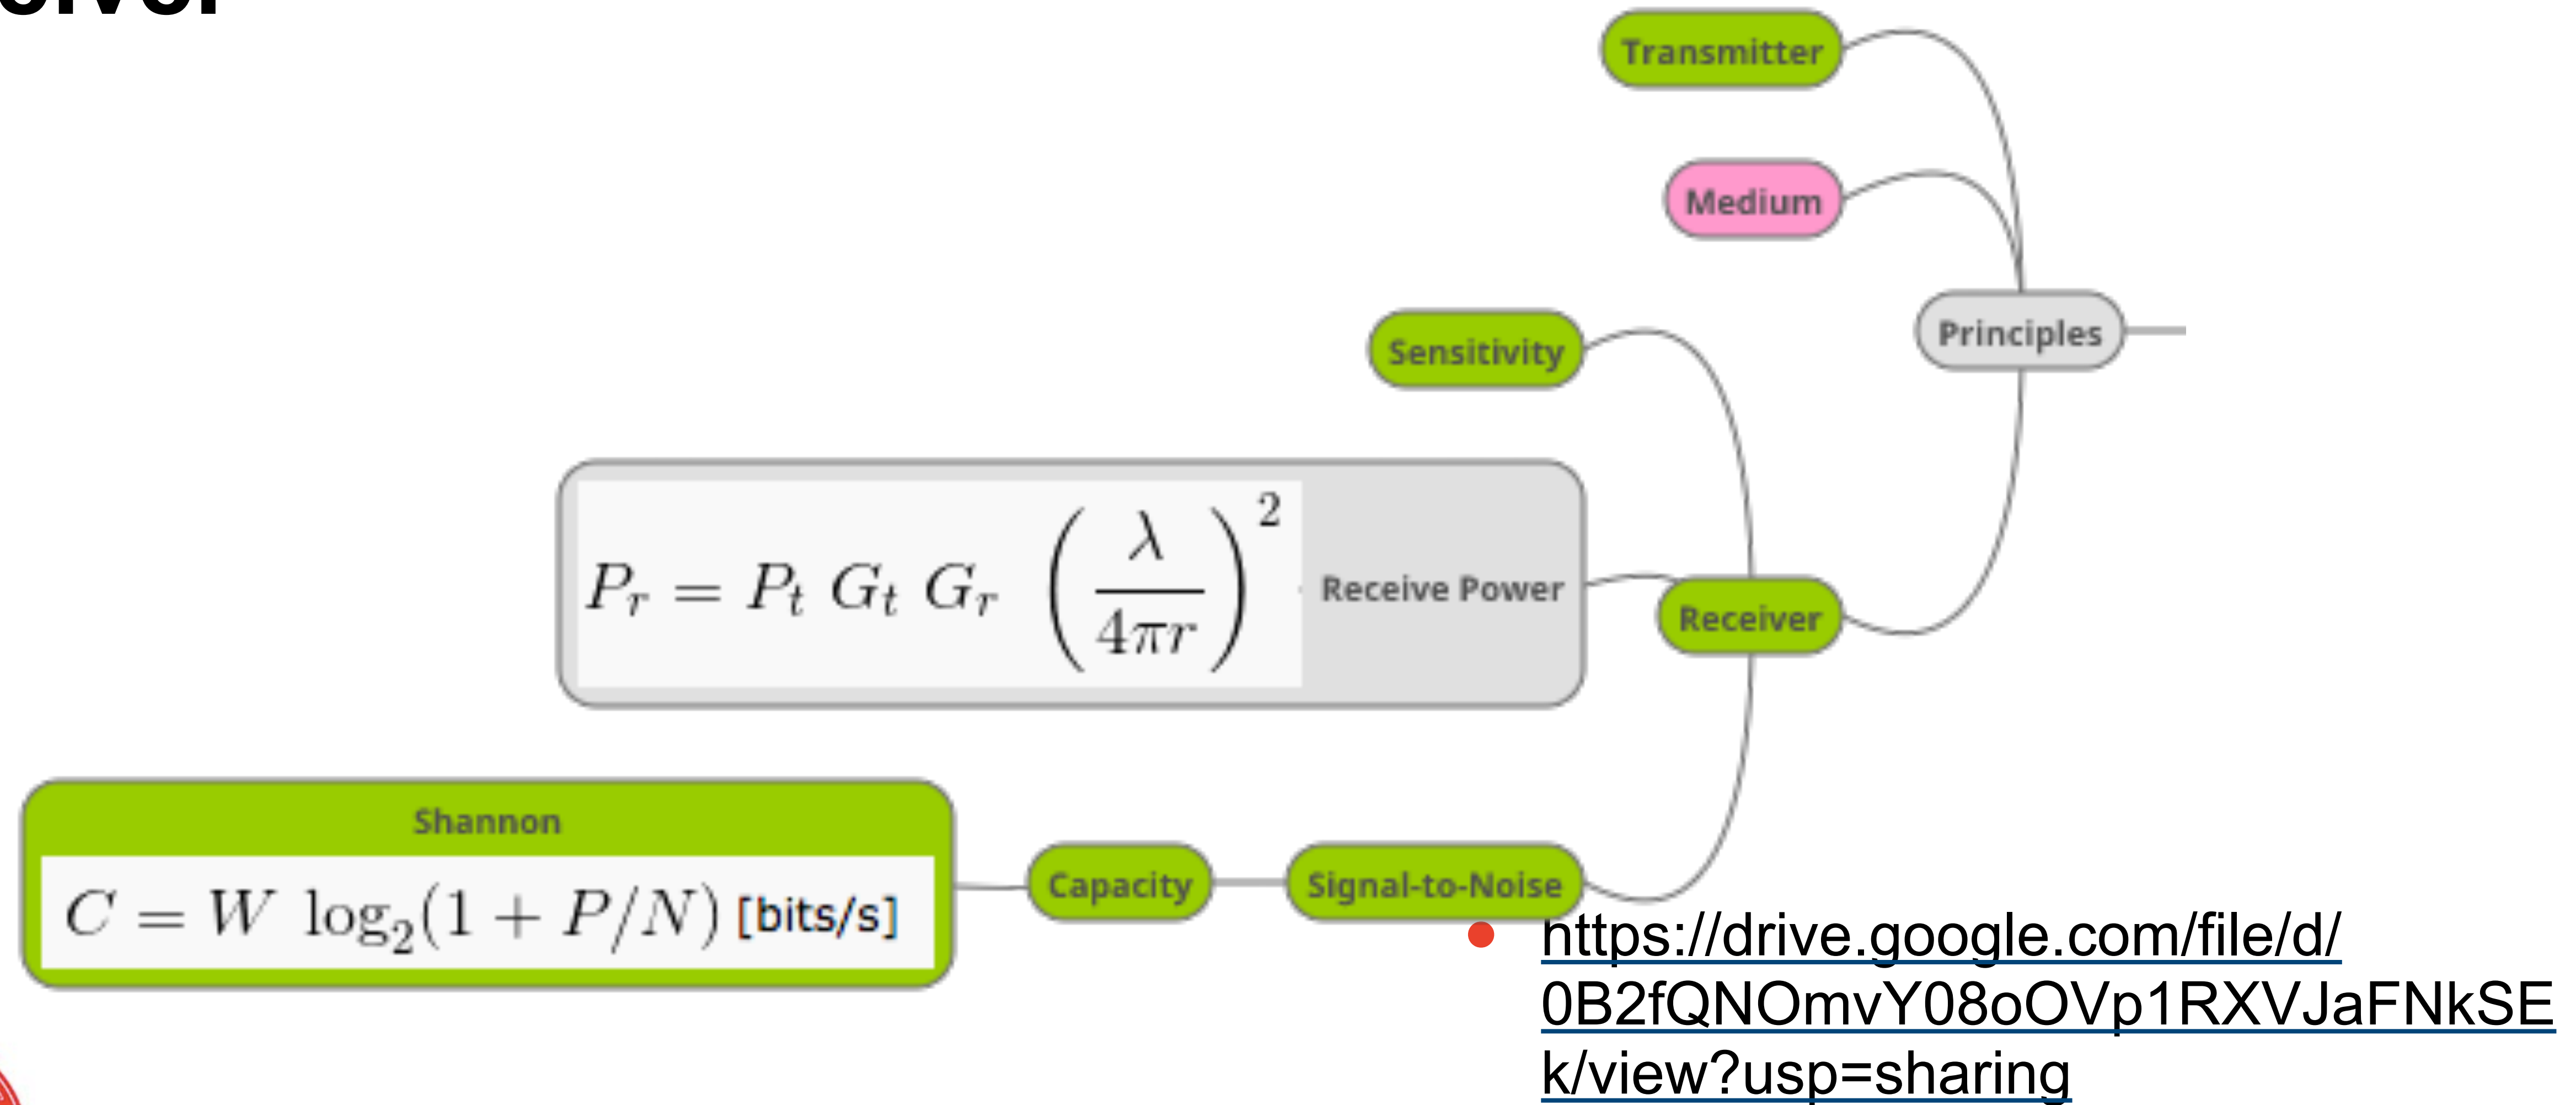 Transmitter
Medium
Principles
Sensitivity
P_r = P_t G_t G_r (λ / 4πr)^2
Receive Power
Receiver
Shannon
C = W log_2(1 + P/N) [bits/s]
Capacity
Signal-to-Noise
https://drive.google.com/file/d/
0B2fQNOmvY08oOVp1RXVJaFNkSE
k/view?usp=sharing